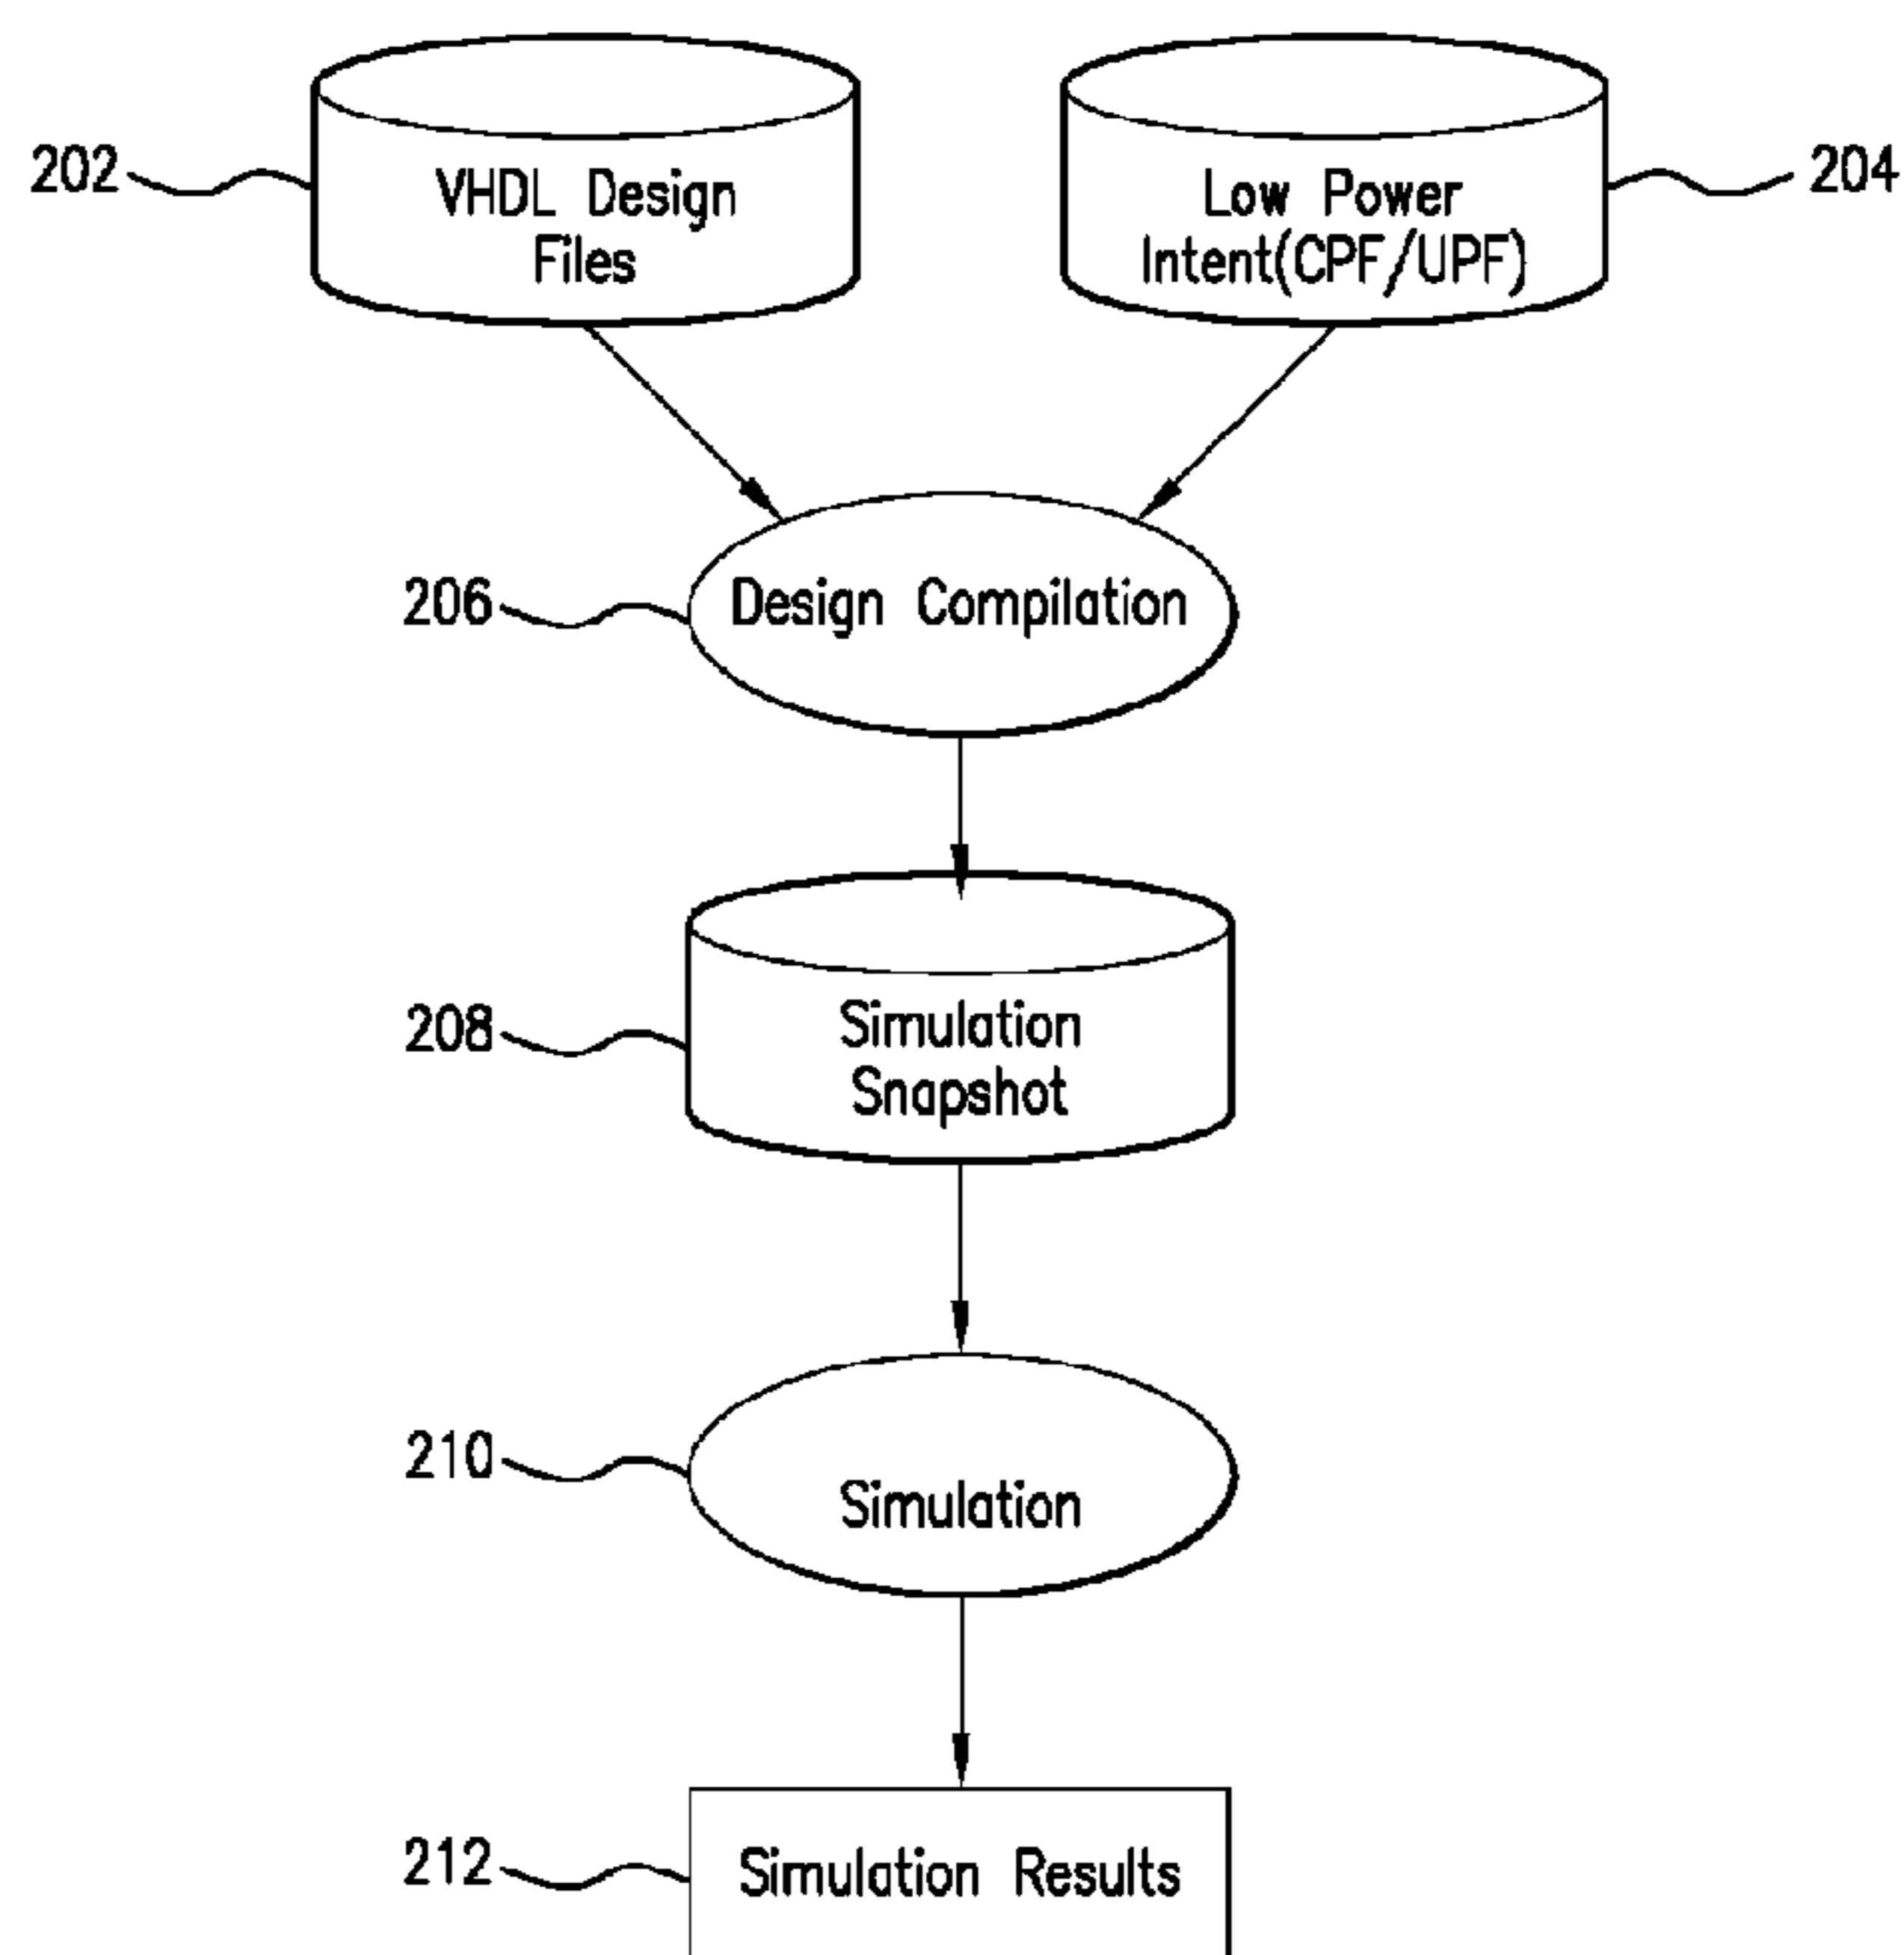 202
VHDL Design
Files
Low Power
Intent(CPF/UPF)
204
206
Design Compilation
208
Simulation
Snapshot
210
Simulation
212
Simulation Results